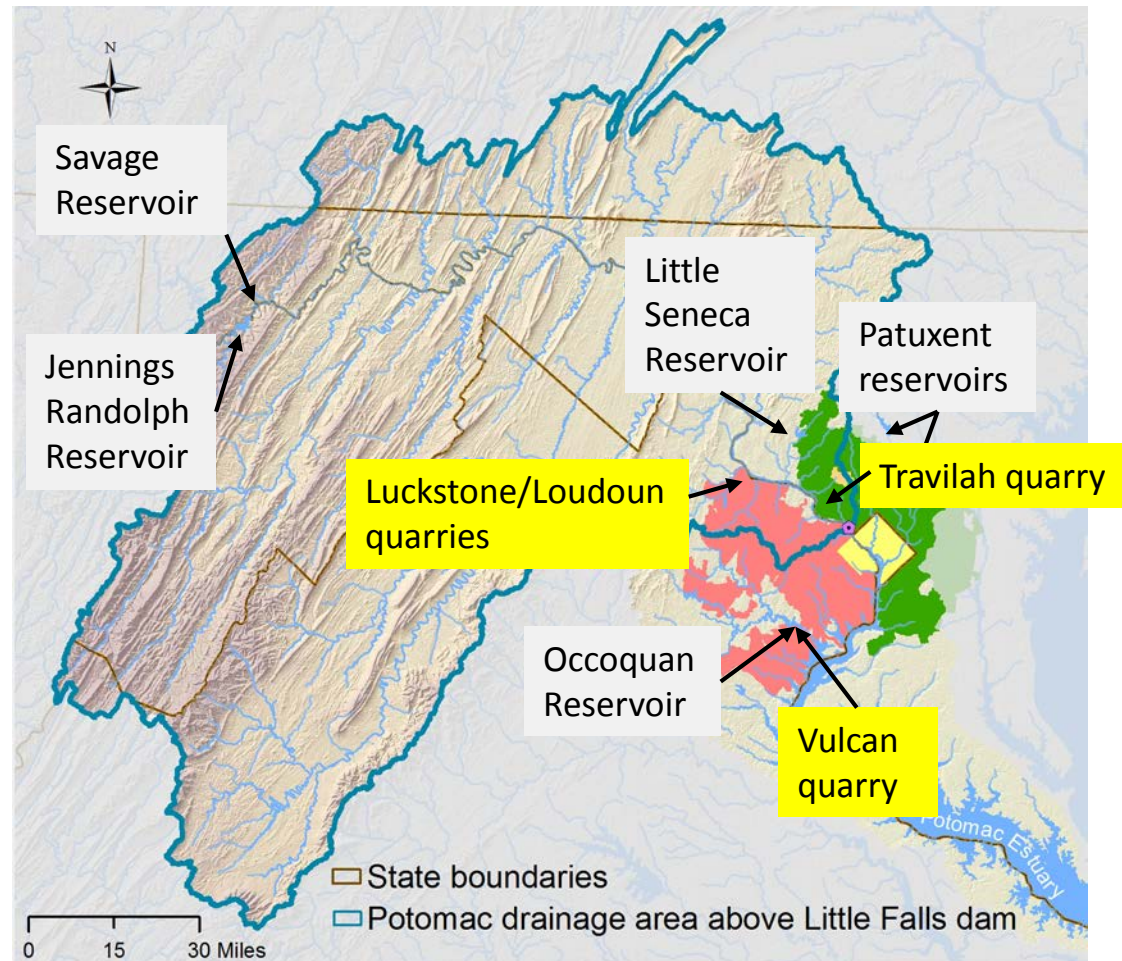 N
Savage
Reservoir
Jennings
Randolph
Reservoir
Little
Seneca
Reservoir
Patuxent
reservoirs
Luckstone/Loudoun
quarries
Travilah quarry
Occoquan
Reservoir
Vulcan
quarry
Potomac Estuary
State boundaries
Potomac drainage area above Little Falls dam
0 15 30 Miles